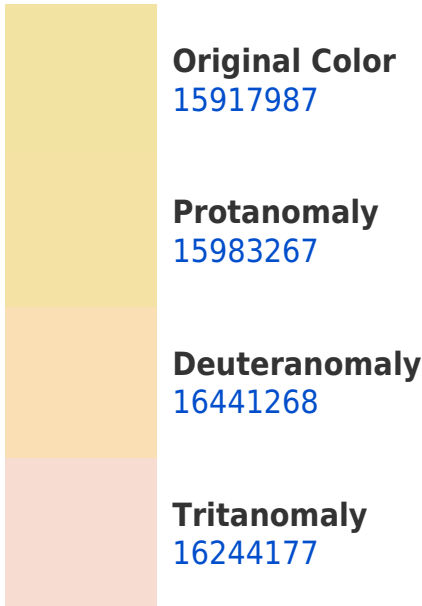 Original Color
15917987
Protanomaly
15983267
Deuteranomaly
16441268
Tritanomaly
16244177